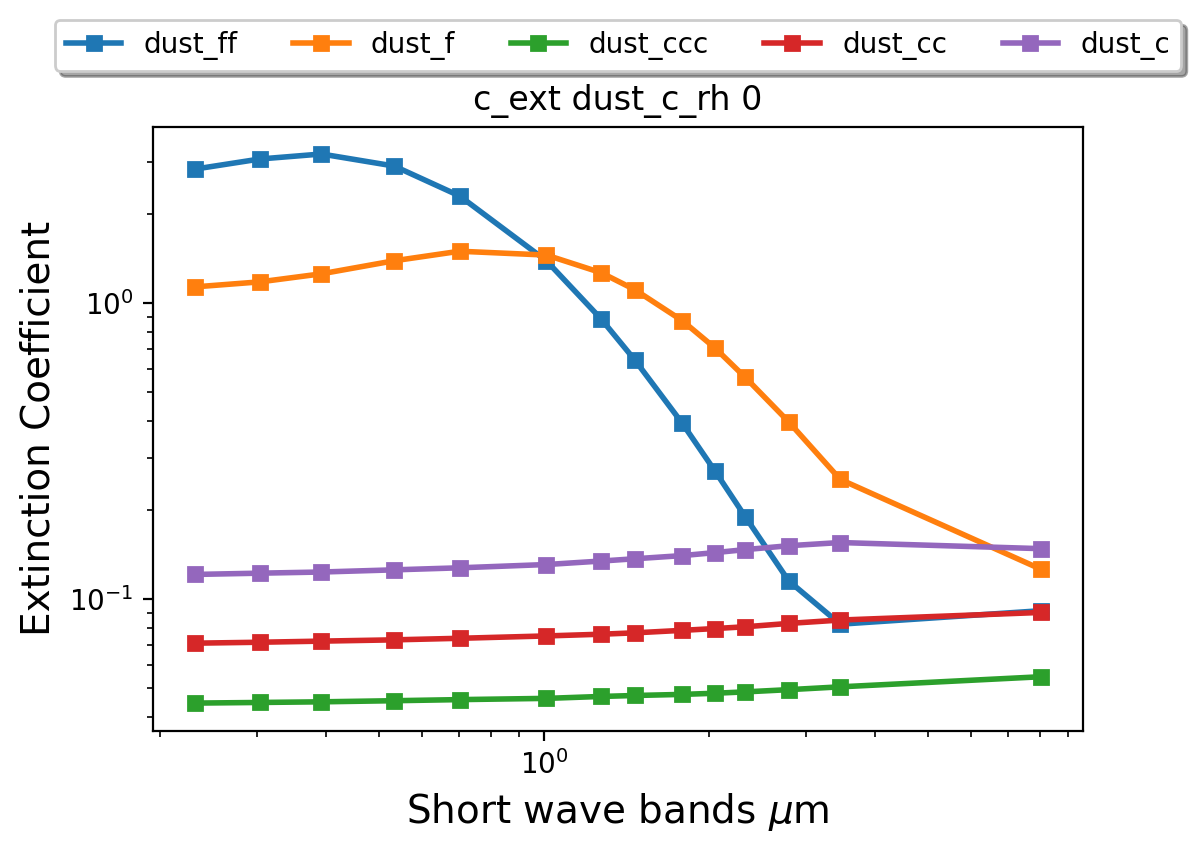 dust_ff dust_f dust_ccc dust_cc dust_c
c_ext dust_c_rh 0
Extinction Coefficient
10⁰
10⁻¹
10⁰
Short wave bands μm